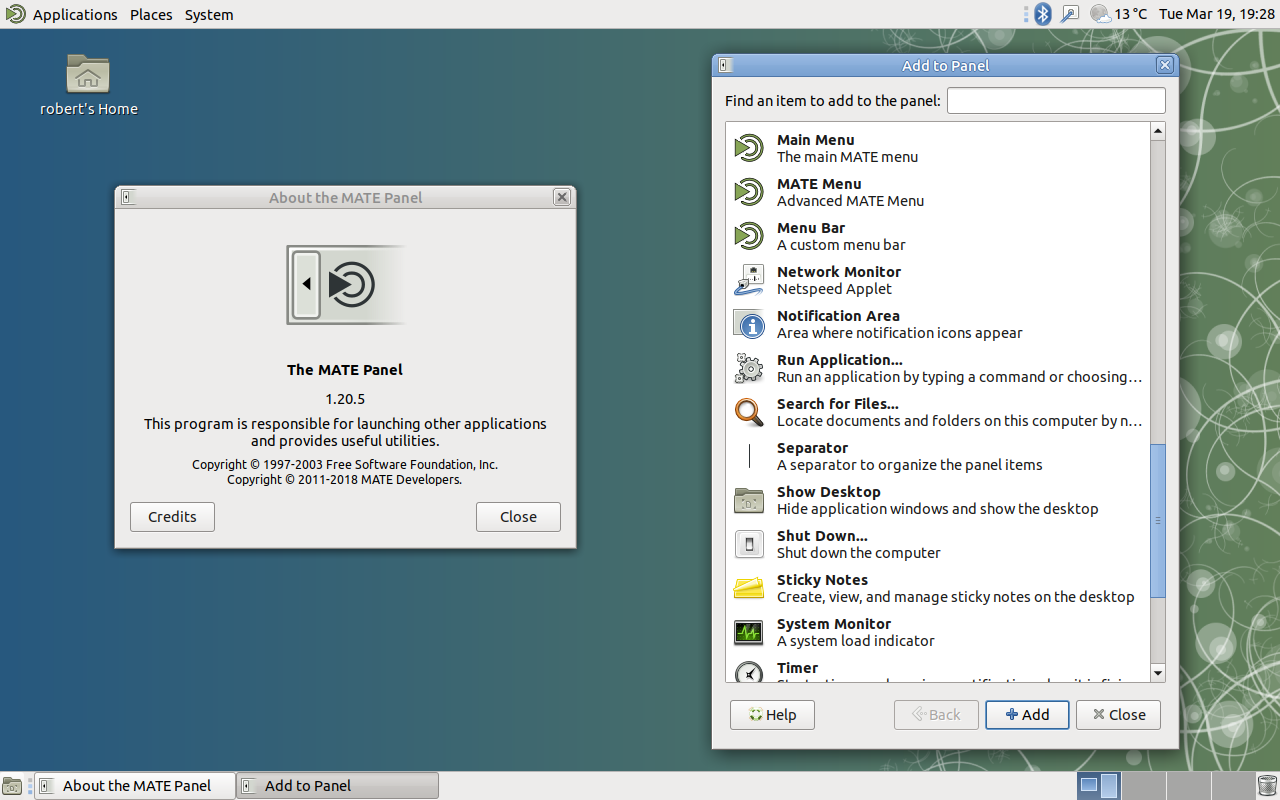 Applications Places System
13 °C Tue Mar 19, 19:28
robert's Home
About the MATE Panel
The MATE Panel
1.20.5
This program is responsible for launching other applications
and provides useful utilities.
Copyright © 1997-2003 Free Software Foundation, Inc.
Copyright © 2011-2018 MATE Developers.
Credits
Close
Add to Panel
Find an item to add to the panel:
Main Menu
The main MATE menu
MATE Menu
Advanced MATE Menu
Menu Bar
A custom menu bar
Network Monitor
Netspeed Applet
Notification Area
Area where notification icons appear
Run Application...
Run an application by typing a command or choosing...
Search for Files...
Locate documents and folders on this computer by n...
Separator
A separator to organize the panel items
Show Desktop
Hide application windows and show the desktop
Shut Down...
Shut down the computer
Sticky Notes
Create, view, and manage sticky notes on the desktop
System Monitor
A system load indicator
Timer
Help
Back
Add
Close
About the MATE Panel
Add to Panel